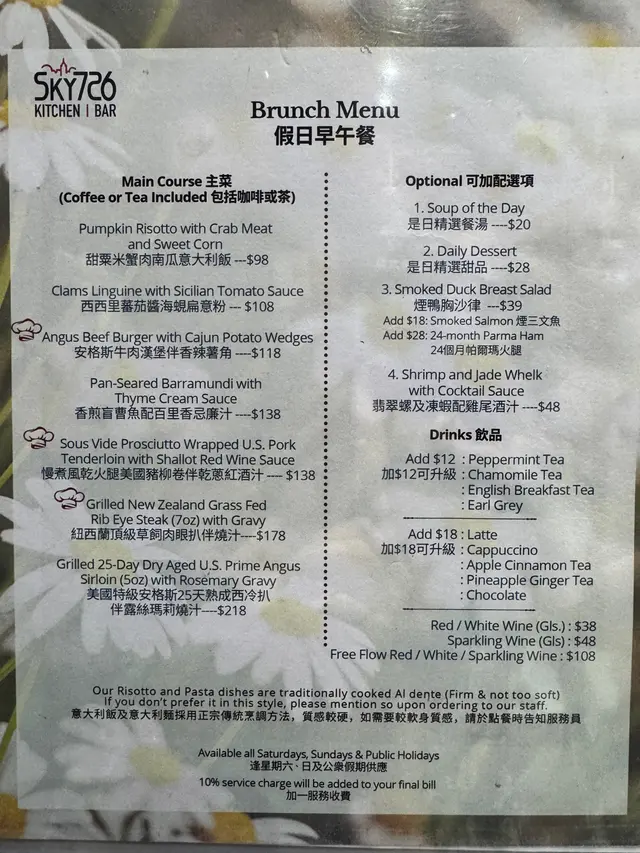 SKY726
KITCHEN | BAR
Brunch Menu
假日早午餐
Main Course 主菜
(Coffee or Tea Included 包括咖啡或茶)
Pumpkin Risotto with Crab Meat
and Sweet Corn
甜粟米蟹肉南瓜意大利飯 ---$98
Clams Linguine with Sicilian Tomato Sauce
西西里蕃茄醬海蜆扁意粉 --- $108
Angus Beef Burger with Cajun Potato Wedges
安格斯牛肉漢堡伴香辣薯角 ----$118
Pan-Seared Barramundi with
Thyme Cream Sauce
香煎盲曹魚配百里香忌廉汁----$138
Sous Vide Prosciutto Wrapped U.S. Pork
Tenderloin with Shallot Red Wine Sauce
慢煮風乾火腿美國豬柳卷伴乾蔥紅酒汁 ---- $138
Grilled New Zealand Grass Fed
Rib Eye Steak (7oz) with Gravy
紐西蘭頂級草飼肉眼扒伴燒汁----$178
Grilled 25-Day Dry Aged U.S. Prime Angus
Sirloin (5oz) with Rosemary Gravy
美國特級安格斯25天熟成西冷扒
伴露絲瑪莉燒汁----$218
Optional 可加配選項
1. Soup of the Day
是日精選餐湯 ----$20
2. Daily Dessert
是日精選甜品 ----$28
3. Smoked Duck Breast Salad
煙鴨胸沙律 ---$39
Add $18: Smoked Salmon 煙三文魚
Add $28: 24-month Parma Ham
24個月帕爾瑪火腿
4. Shrimp and Jade Whelk
with Cocktail Sauce
翡翠螺及凍蝦配雞尾酒汁 ----$48
Drinks 飲品
Add $12 : Peppermint Tea
加$12可升級 : Chamomile Tea
: English Breakfast Tea
: Earl Grey
Add $18 : Latte
加$18可升級 : Cappuccino
: Apple Cinnamon Tea
: Pineapple Ginger Tea
: Chocolate
Red / White Wine (Gls.) : $38
Sparkling Wine (Gls) : $48
Free Flow Red / White / Sparkling Wine : $108
Our Risotto and Pasta dishes are traditionally cooked Al dente (Firm & not too soft)
If you don't prefer it in this style, please mention so upon ordering to our staff.
意大利飯及意大利麵採用正宗傳統烹調方法，質感較硬，如需要較軟身質感，請於點餐時告知服務員
Available all Saturdays, Sundays & Public Holidays
逢星期六、日及公眾假期供應
10% service charge will be added to your final bill
加一服務收費